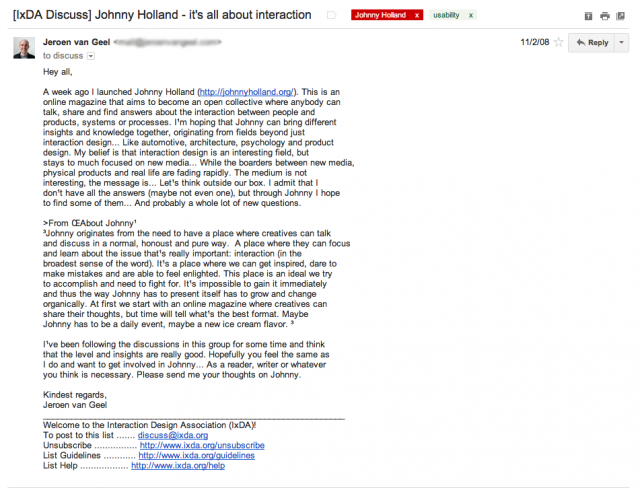 [IxDA Discuss] Johnny Holland - it's all about interaction
Johnny Holland x
usability x
Jeroen van Geel
11/2/08
Reply
to discuss
Hey all,
A week ago I launched Johnny Holland (http://johnnyholland.org/). This is an
online magazine that aims to become an open collective where anybody can
talk, share and find answers about the interaction between people and
products, systems or processes. I¹m hoping that Johnny can bring different
insights and knowledge together, originating from fields beyond just
interaction design... Like automotive, architecture, psychology and product
design. My belief is that interaction design is an interesting field, but
stays to much focused on new media... While the boarders between new media,
physical products and real life are fading rapidly. The medium is not
interesting, the message is... Let¹s think outside our box. I admit that I
don¹t have all the answers (maybe not even one), but through Johnny I hope
to find some of them... And probably a whole lot of new questions.
>From ŒAbout Johnny¹
³Johnny originates from the need to have a place where creatives can talk
and discuss in a normal, honoust and pure way.  A place where they can focus
and learn about the issue that¹s really important: interaction (in the
broadest sense of the word). It¹s a place where we can get inspired, dare to
make mistakes and are able to feel enlighted. This place is an ideal we try
to accomplish and need to fight for. It¹s impossible to gain it immediately
and thus the way Johnny has to present itself has to grow and change
organically. At first we start with an online magazine where creatives can
share their thoughts, but time will tell what¹s the best format. Maybe
Johnny has to be a daily event, maybe a new ice cream flavor. ³
I¹ve been following the discussions in this group for some time and think
that the level and insights are really good. Hopefully you feel the same as
I do and want to get involved in Johnny... As a reader, writer or whatever
you think is necessary. Please send me your thoughts on Johnny.
Kindest regards,
Jeroen van Geel
Welcome to the Interaction Design Association (IxDA)!
To post to this list ....... discuss@ixda.org
Unsubscribe ................ http://www.ixda.org/unsubscribe
List Guidelines ............ http://www.ixda.org/guidelines
List Help .................. http://www.ixda.org/help